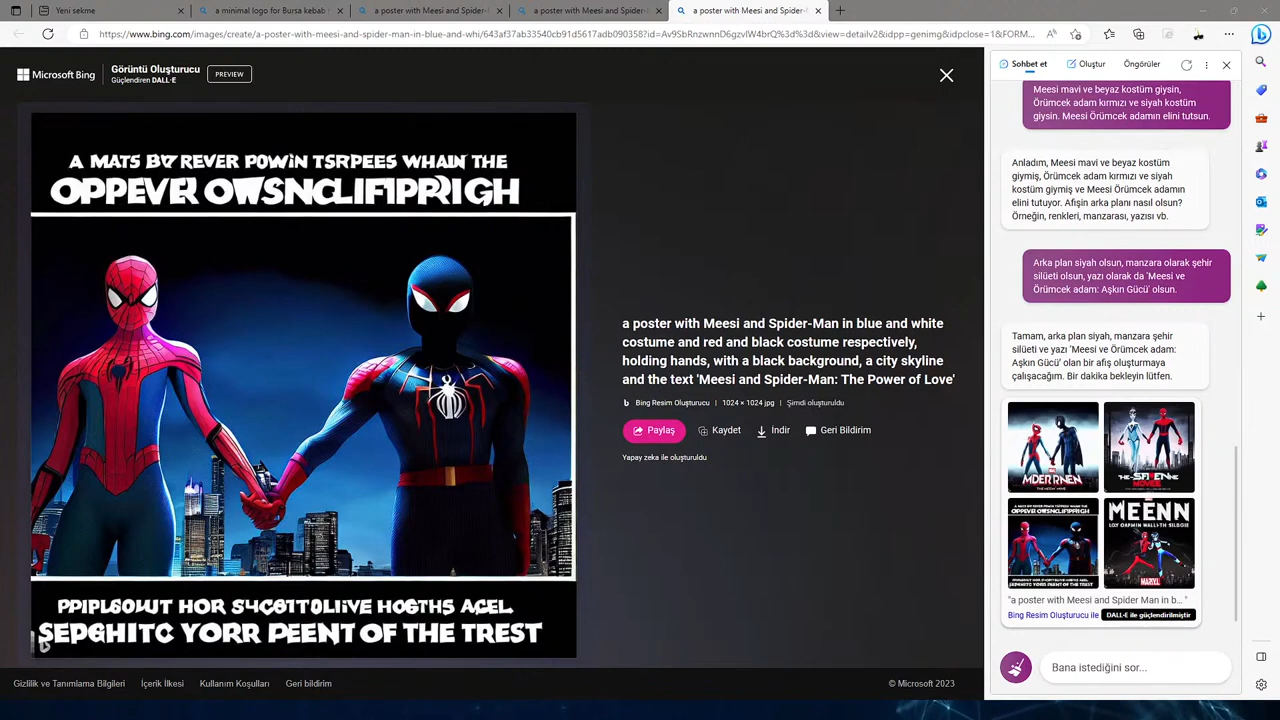 Yeni sekme
a minimal logo for Bursa kebab r
a poster with Meesi and Spider-
a poster with Meesi and Spider-
a poster with Meesi and Spider-
https://www.bing.com/images/create/a-poster-with-meesi-and-spider-man-in-blue-and-whi/643af37ab33540cb91d5617adb090358?id=Av9SbRnzwnnD6gzvIW4brQ%3d%3d&view=detailv2&idpp=genimg&idpclose=1&FORM...
Microsoft Bing
Görüntü Oluşturucu
Güçlendiren DALL·E
PREVIEW
A MATS BY REVER POWIN TSRPEES WHAIN THE
OPPEVER OWSNCLIFIPRRIGH
PPIPLGOUT HOR S4CGOTOLIIVE HOGTHS ACEL
SEPGHITC YORR PEENT OF THE TREST
a poster with Meesi and Spider-Man in blue and white
costume and red and black costume respectively,
holding hands, with a black background, a city skyline
and the text 'Meesi and Spider-Man: The Power of Love'
Bing Resim Oluşturucu | 1024 × 1024 jpg | Şimdi oluşturuldu
Paylaş
Kaydet
İndir
Geri Bildirim
Yapay zeka ile oluşturuldu
Gizlilik ve Tanımlama Bilgileri
İçerik İlkesi
Kullanım Koşulları
Geri bildirim
© Microsoft 2023
Sohbet et
Oluştur
Öngörüler
Meesi mavi ve beyaz kostüm giysin,
Örümcek adam kırmızı ve siyah kostüm
giysin. Meesi Örümcek adamın elini tutsun.
Anladım, Meesi mavi ve beyaz kostüm
giymiş, Örümcek adam kırmızı ve siyah
kostüm giymiş ve Meesi Örümcek adamın
elini tutuyor. Afişin arka planı nasıl olsun?
Örneğin, renkleri, manzarası, yazısı vb.
Arka plan siyah olsun, manzara olarak şehir
silüeti olsun, yazı olarak da 'Meesi ve
Örümcek adam: Aşkın Gücü' olsun.
Tamam, arka plan siyah, manzara şehir
silüeti ve yazı 'Meesi ve Örümcek adam:
Aşkın Gücü' olan bir afiş oluşturmaya
çalışacağım. Bir dakika bekleyin lütfen.
MEENN
MARVEL
"a poster with Meesi and Spider Man in b... "
Bing Resim Oluşturucu ile
DALL-E ile güçlendirilmiştir
Bana istediğini sor...